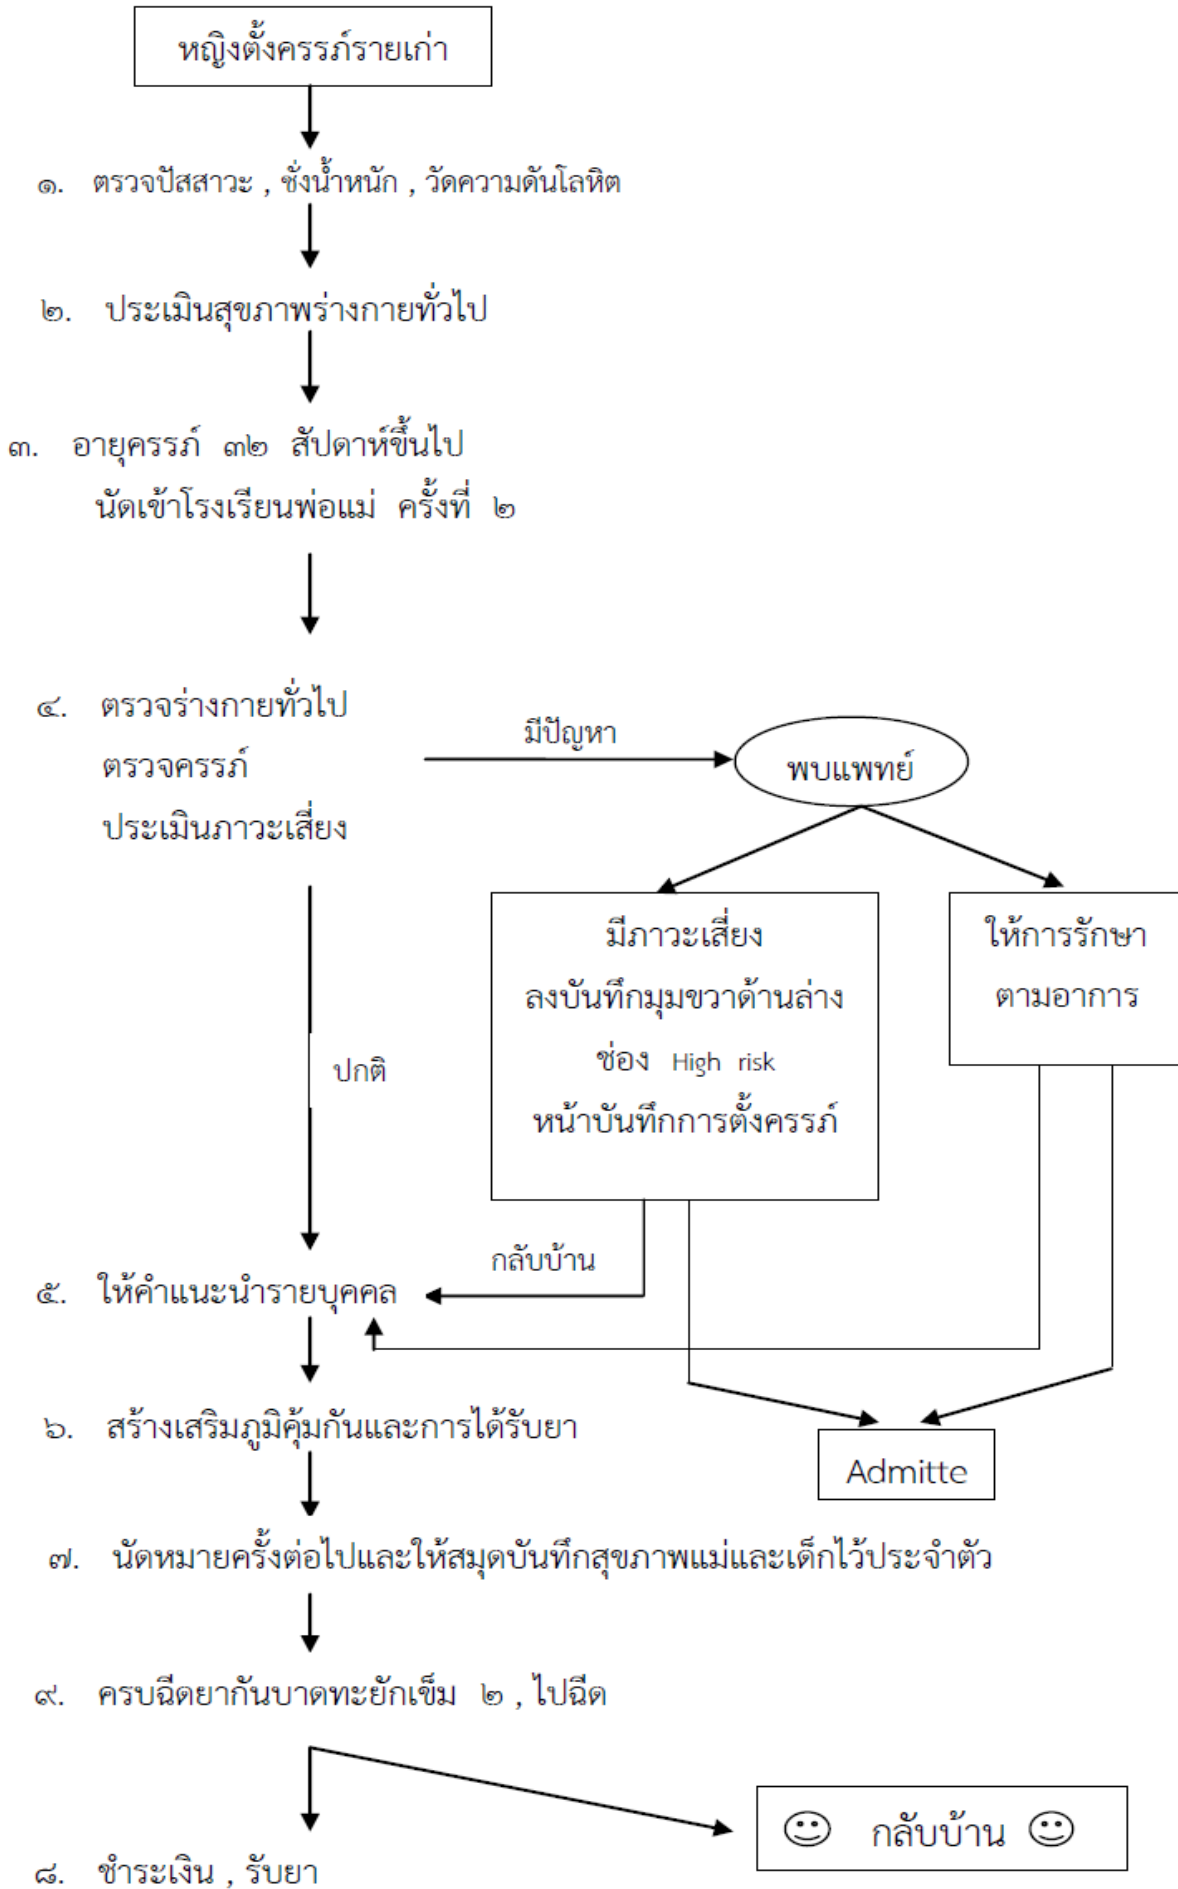 หญิงตั้งครรภ์รายเก่า
๑. ตรวจปัสสาวะ , ชั่งน้ำหนัก , วัดความดันโลหิต
๒. ประเมินสุขภาพร่างกายทั่วไป
๓. อายุครรภ์ ๓๒ สัปดาห์ขึ้นไป
นัดเข้าโรงเรียนพ่อแม่ ครั้งที่ ๒
๔. ตรวจร่างกายทั่วไป
ตรวจครรภ์
ประเมินภาวะเสี่ยง
มีปัญหา
พบแพทย์
มีภาวะเสี่ยง
ลงบันทึกมุมขวาด้านล่าง
ช่อง High risk
หน้าบันทึกการตั้งครรภ์
ให้การรักษา
ตามอาการ
ปกติ
กลับบ้าน
๕. ให้คำแนะนำรายบุคคล
๖. สร้างเสริมภูมิคุ้มกันและการได้รับยา
Admitte
๗. นัดหมายครั้งต่อไปและให้สมุดบันทึกสุขภาพแม่และเด็กไว้ประจำตัว
๙. ครบฉีดยากันบาดทะยักเข็ม ๒ , ไปฉีด
กลับบ้าน
๘. ชำระเงิน , รับยา